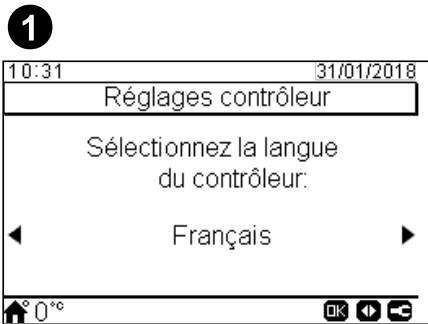 1
10:31 31/01/2018
Réglages contrôleur
Sélectionnez la langue
du contrôleur:
Français
0°c
OK